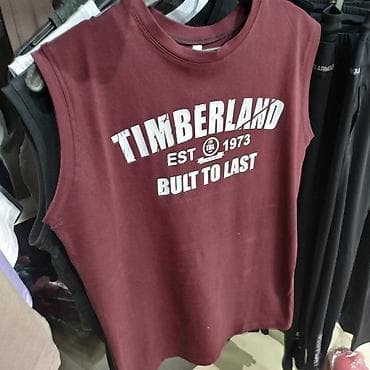 TIMBERLAND
EST 1973
BULT TO LAST